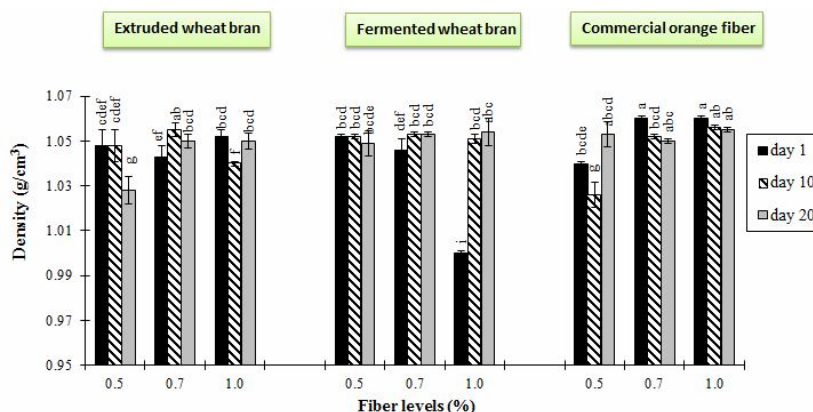 Extruded wheat bran
Fermented wheat bran
Commercial orange fiber
Density (g/cm³)
1.07
1.05
1.03
1.01
0.99
0.97
0.95
cdef cdef g
ef ab bcd
bcd f bcd
bcd bcd bcde
def bcd bcd
i bcd abc
bcde g abcd
a bcd abc
a ab ab
day 1
day 10
day 20
0.5 0.7 1.0 0.5 0.7 1.0 0.5 0.7 1.0
Fiber levels (%)